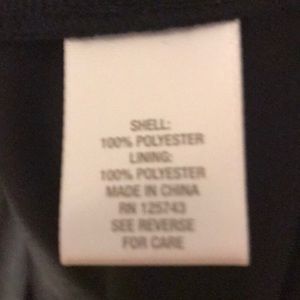 SHELL:
100% POLYESTER
LINING:
100% POLYESTER
MADE IN CHINA
RN 125743
SEE REVERSE
FOR CARE